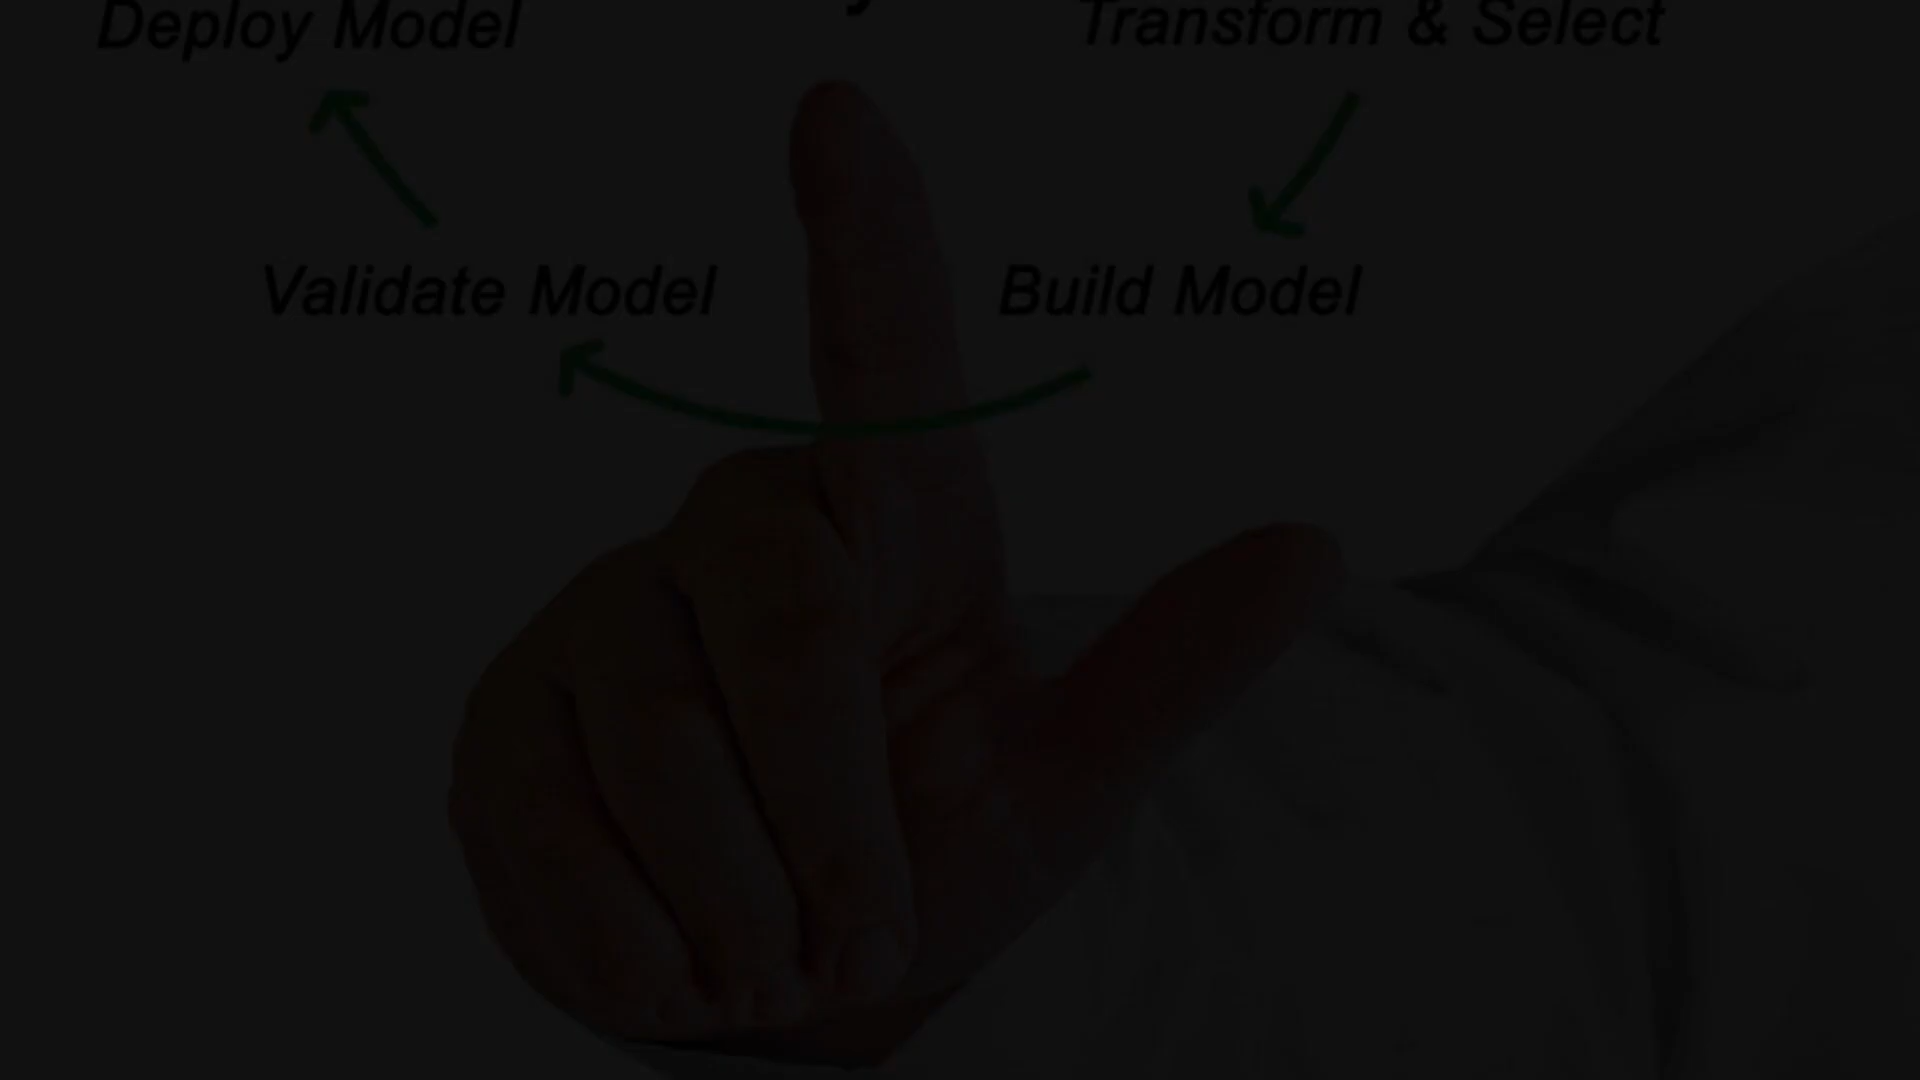 Deploy Model
Transform & Select
Validate Model
Build Model